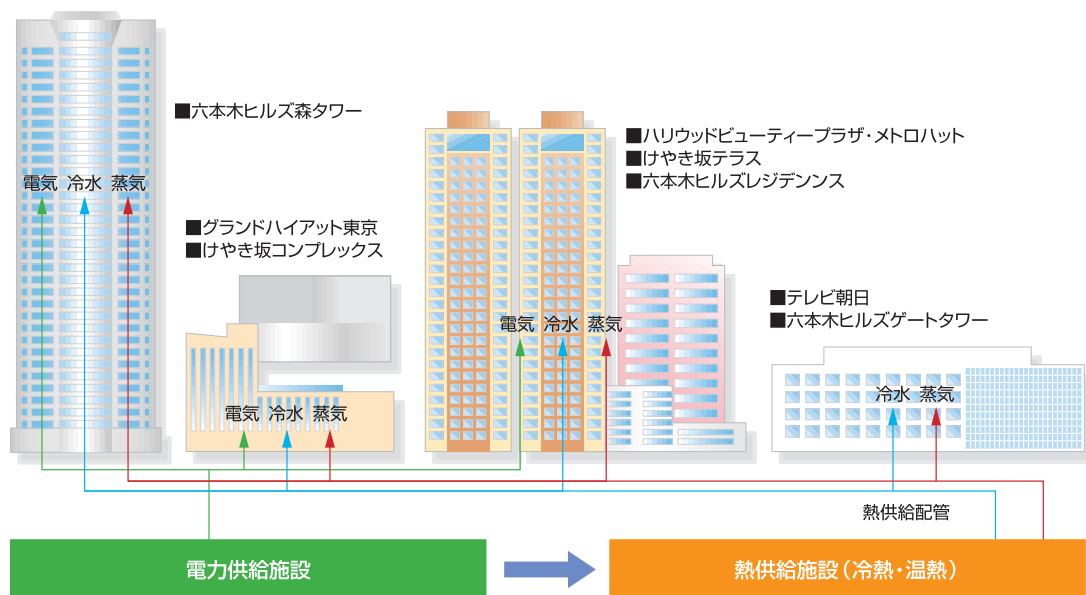 ■六本木ヒルズ森タワー
電気 冷水 蒸気
■グランドハイアット東京
■けやき坂コンプレックス
電気 冷水 蒸気
■ハリウッドビューティープラザ・メトロハット
■けやき坂テラス
■六本木ヒルズレジデンンス
電気 冷水 蒸気
■テレビ朝日
■六本木ヒルズゲートタワー
冷水 蒸気
熱供給配管
電力供給施設
熱供給施設（冷熱・温熱）